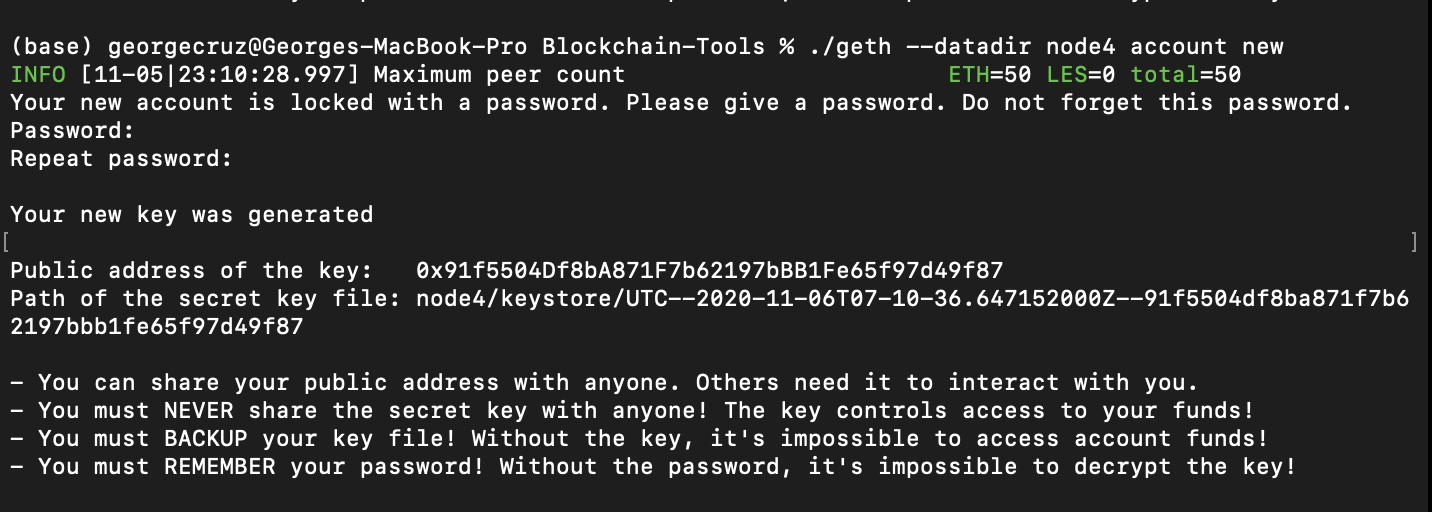 (base) georgecruz@Georges-MacBook-Pro Blockchain-Tools % ./geth --datadir node4 account new
INFO [11-05|23:10:28.997] Maximum peer count ETH=50 LES=0 total=50
Your new account is locked with a password. Please give a password. Do not forget this password.
Password:
Repeat password:
Your new key was generated
[ ]
Public address of the key: 0x91f5504Df8bA871F7b62197bBB1Fe65f97d49f87
Path of the secret key file: node4/keystore/UTC--2020-11-06T07-10-36.647152000Z--91f5504df8ba871f7b6
2197bbb1fe65f97d49f87
- You can share your public address with anyone. Others need it to interact with you.
- You must NEVER share the secret key with anyone! The key controls access to your funds!
- You must BACKUP your key file! Without the key, it's impossible to access account funds!
- You must REMEMBER your password! Without the password, it's impossible to decrypt the key!